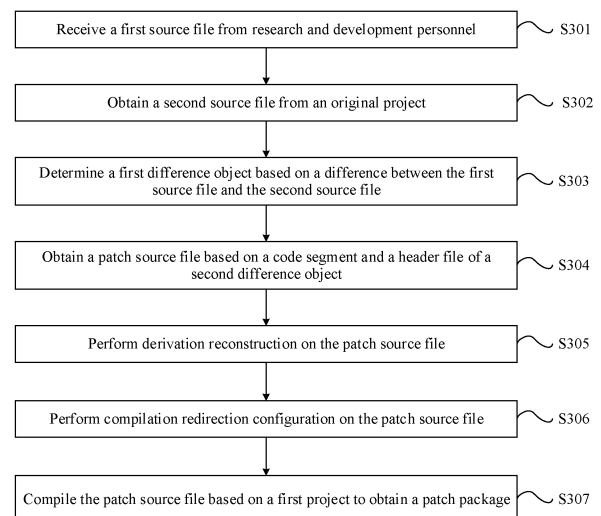 Receive a first source file from research and development personnel
S301
Obtain a second source file from an original project
S302
Determine a first difference object based on a difference between the first
source file and the second source file
S303
Obtain a patch source file based on a code segment and a header file of a
second difference object
S304
Perform derivation reconstruction on the patch source file
S305
Perform compilation redirection configuration on the patch source file
S306
Compile the patch source file based on a first project to obtain a patch package
S307